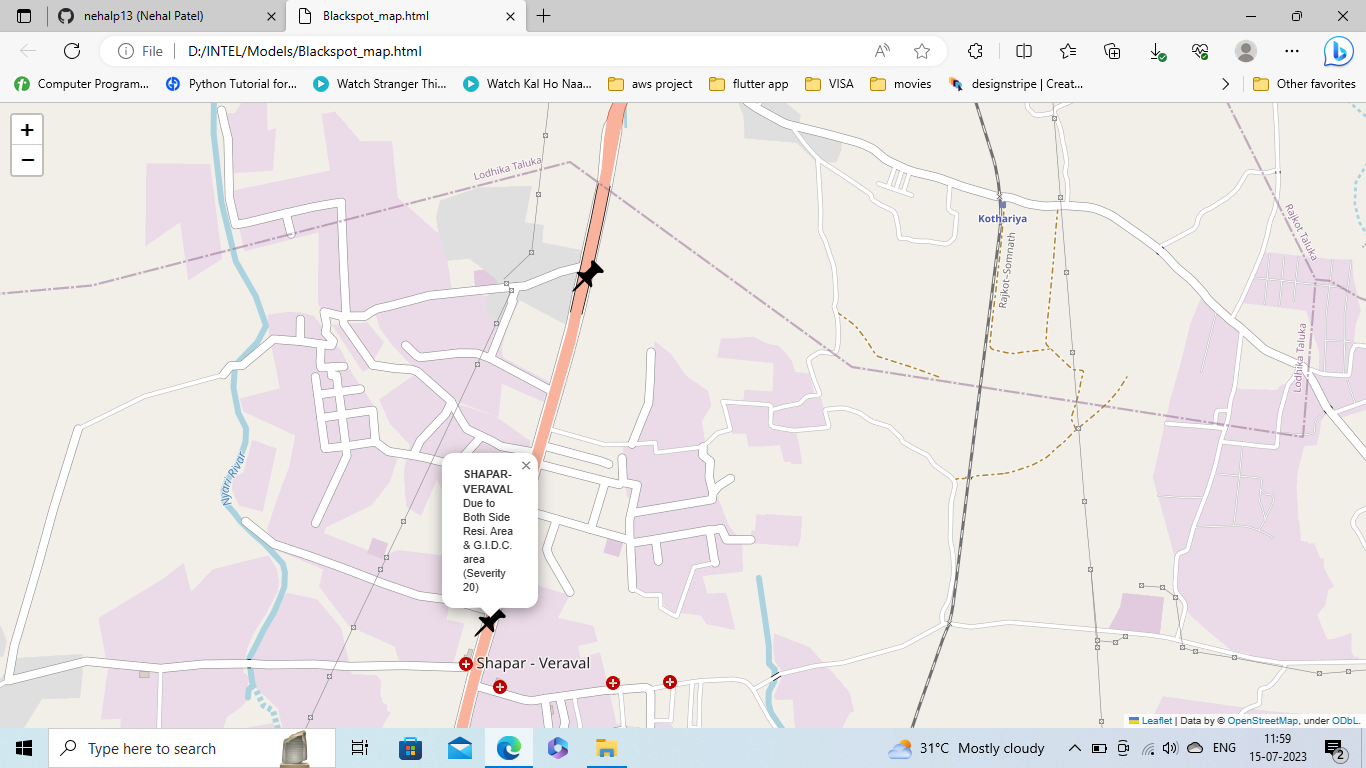 nehalp13 (Nehal Patel)
Blackspot_map.html
File
D:/INTEL/Models/Blackspot_map.html
Computer Program...
Python Tutorial for...
Watch Stranger Thi...
Watch Kal Ho Naa...
aws project
flutter app
VISA
movies
designstripe | Creat...
Other favorites
+
−
Lodhika Taluka
Kothariya
Rajkot-Somnath
Rajkot Taluka
Lodhika Taluka
Nyari Rivar
SHAPAR-
VERAVAL
Due to
Both Side
Resi. Area
& G.I.D.C.
area
(Severity
20)
Shapar - Veraval
Leaflet | Data by © OpenStreetMap, under ODbL.
Type here to search
31°C Mostly cloudy
ENG
11:59
15-07-2023
2